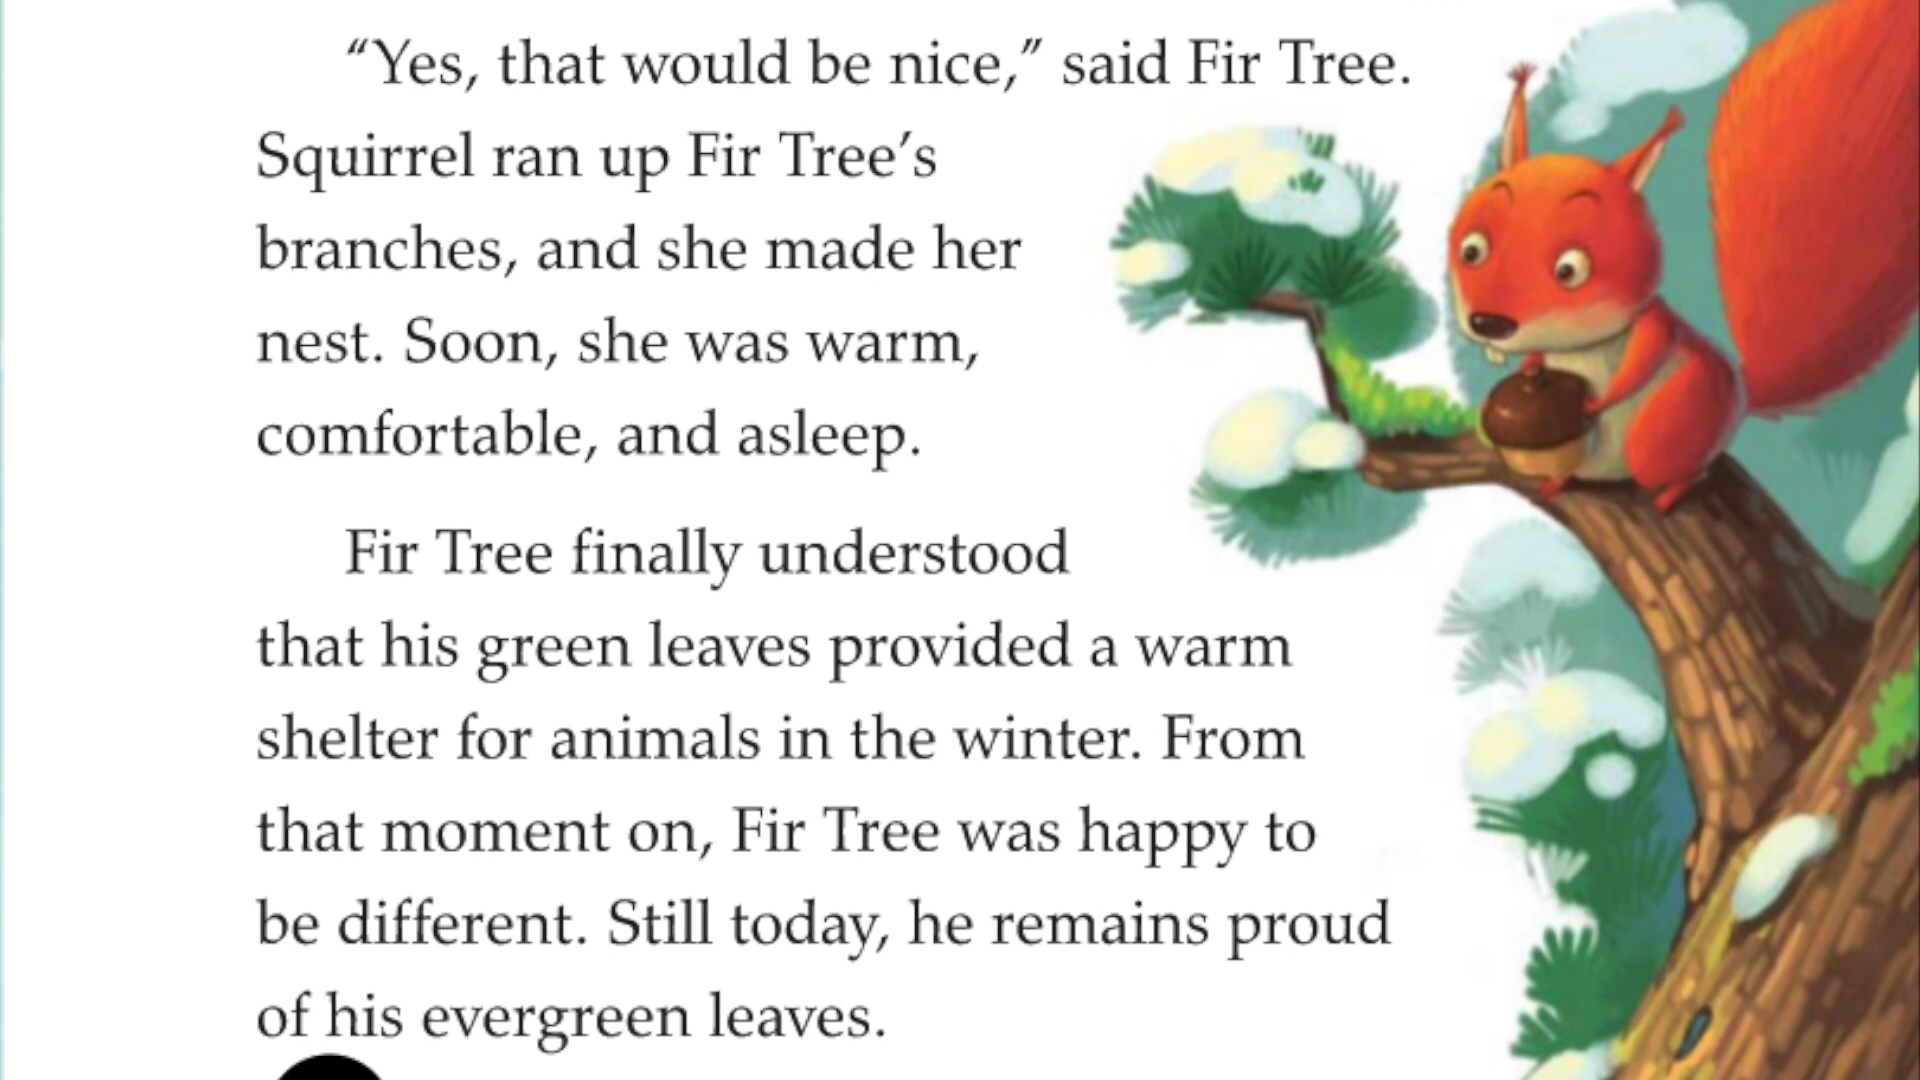 “Yes, that would be nice,” said Fir Tree.
Squirrel ran up Fir Tree’s
branches, and she made her
nest. Soon, she was warm,
comfortable, and asleep.
Fir Tree finally understood
that his green leaves provided a warm
shelter for animals in the winter. From
that moment on, Fir Tree was happy to
be different. Still today, he remains proud
of his evergreen leaves.